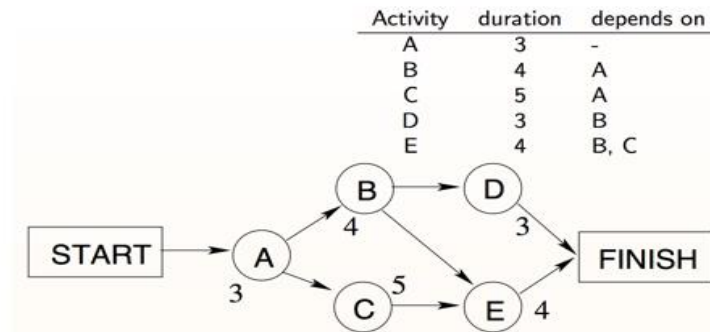 Activity duration depends on
A 3 -
B 4 A
C 5 A
D 3 B
E 4 B, C
B D
4 3
START A FINISH
3 5
C E 4